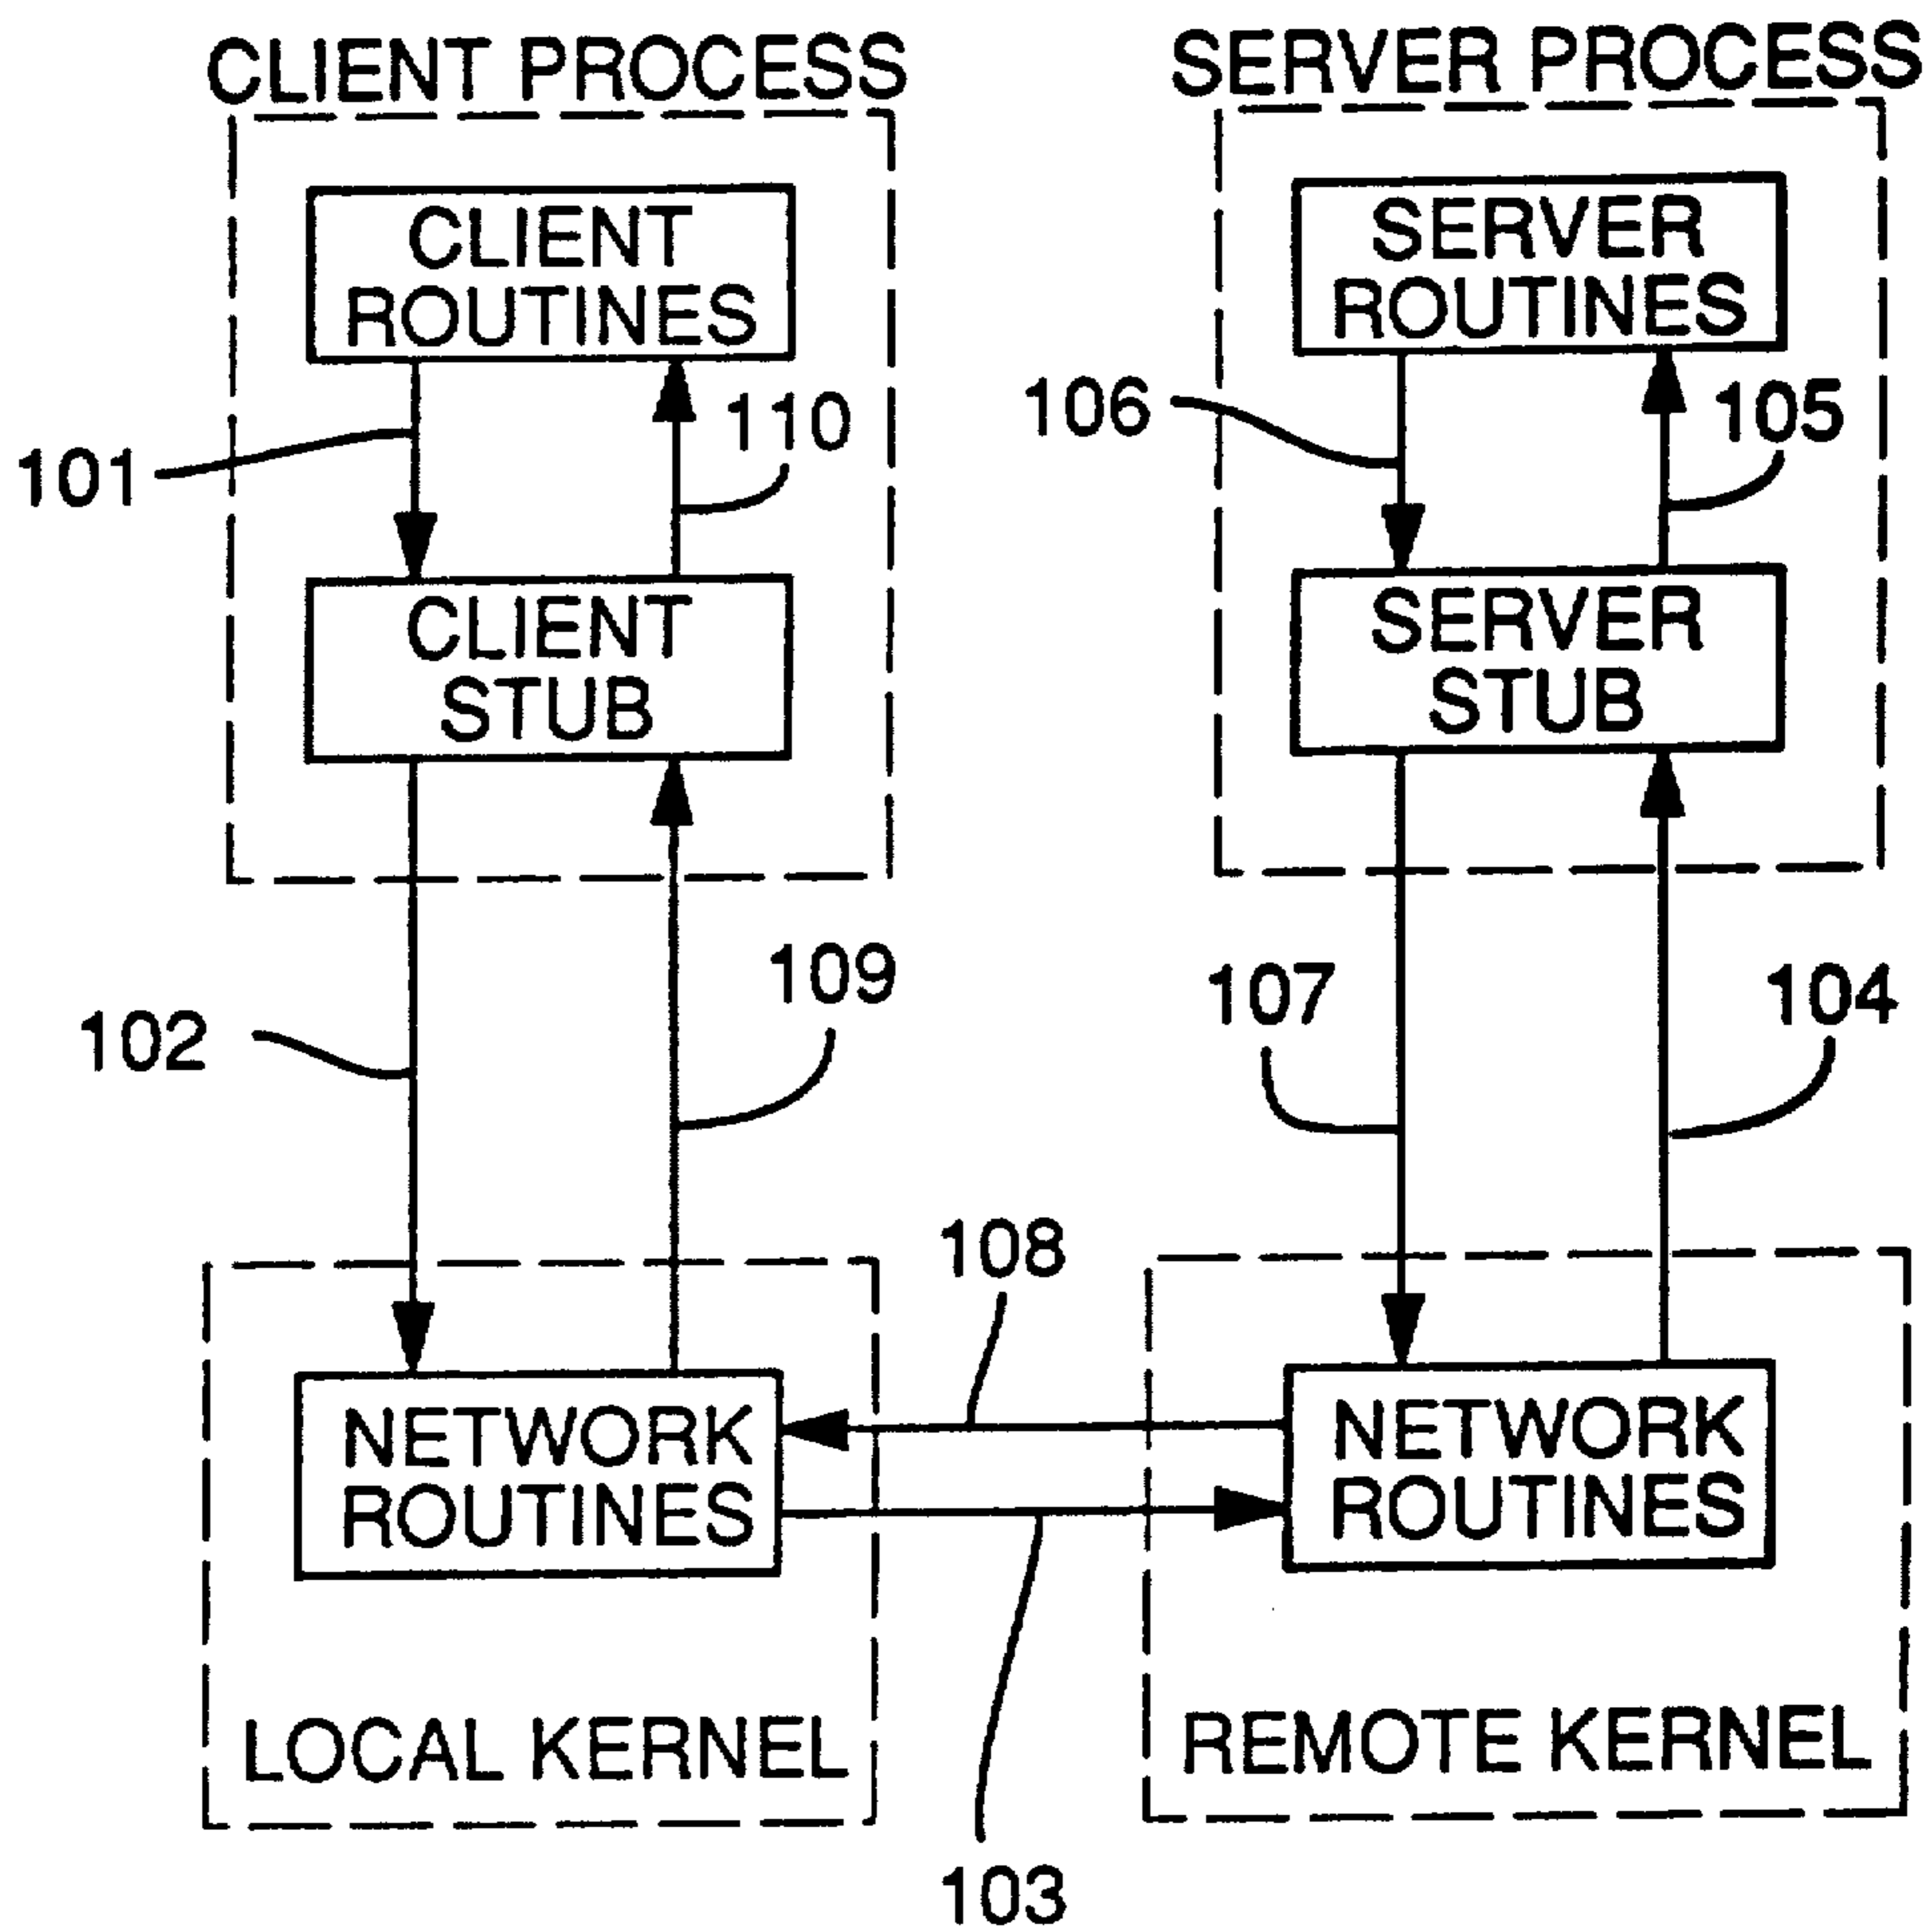 CLIENT PROCESS
SERVER PROCESS
CLIENT
ROUTINES
SERVER
ROUTINES
101
110
106
105
CLIENT
STUB
SERVER
STUB
102
109
107
104
108
NETWORK
ROUTINES
NETWORK
ROUTINES
LOCAL KERNEL
REMOTE KERNEL
103